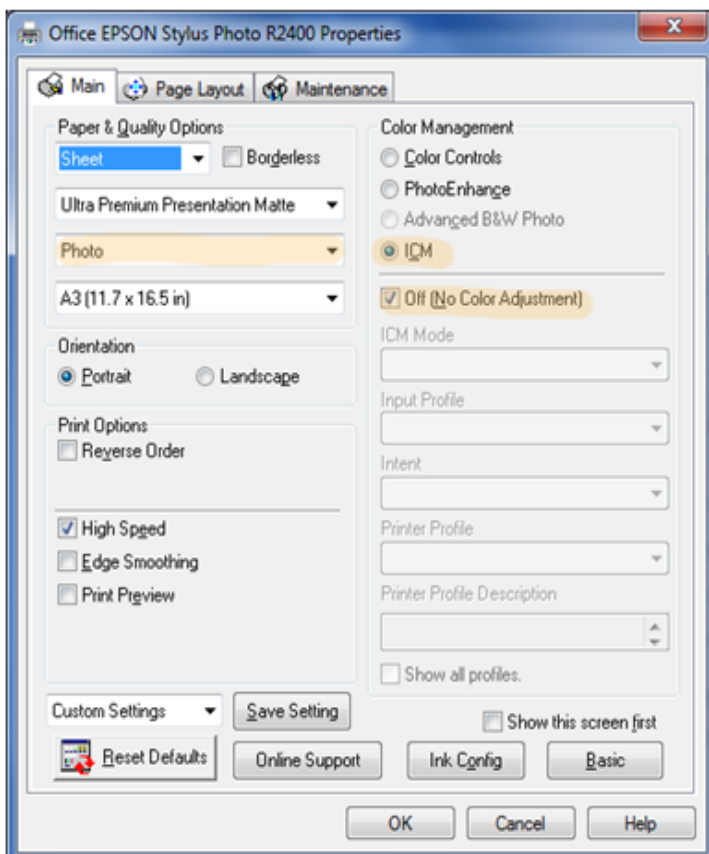 Office EPSON Stylus Photo R2400 Properties
Main
Page Layout
Maintenance
Paper & Quality Options
Sheet
Borderless
Ultra Premium Presentation Matte
Photo
A3 (11.7 x 16.5 in)
Orientation
Portrait
Landscape
Print Options
Reverse Order
High Speed
Edge Smoothing
Print Preview
Color Management
Color Controls
PhotoEnhance
Advanced B&W Photo
ICM
Off (No Color Adjustment)
ICM Mode
Input Profile
Intent
Printer Profile
Printer Profile Description
Show all profiles.
Custom Settings
Save Setting
Show this screen first
Reset Defaults
Online Support
Ink Config
Basic
OK
Cancel
Help